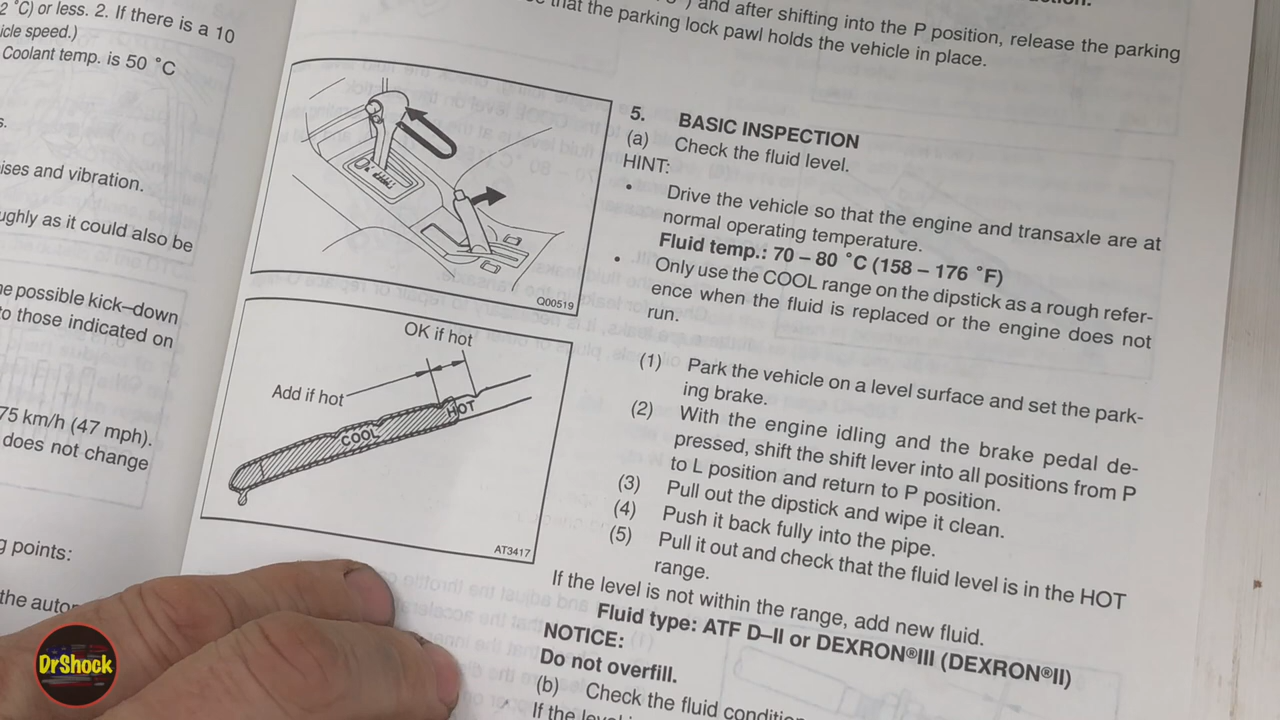 2 °C) or less. 2. If there is a 10
icle speed.)
Coolant temp. is 50 °C
s.
ises and vibration.
ughly as it could also be
ne possible kick–down
to those indicated on
75 km/h (47 mph).
does not change
g points:
the autor
) and after shifting into the P position, release the parking
that the parking lock pawl holds the vehicle in place.
Q00519
OK if hot
Add if hot
HOT
COOL
AT3417
5. BASIC INSPECTION
(a) Check the fluid level.
HINT:
• Drive the vehicle so that the engine and transaxle are at
normal operating temperature.
Fluid temp.: 70 – 80 °C (158 – 176 °F)
• Only use the COOL range on the dipstick as a rough refer-
ence when the fluid is replaced or the engine does not
run.
(1) Park the vehicle on a level surface and set the park-
ing brake.
(2) With the engine idling and the brake pedal de-
pressed, shift the shift lever into all positions from P
to L position and return to P position.
(3) Pull out the dipstick and wipe it clean.
(4) Push it back fully into the pipe.
(5) Pull it out and check that the fluid level is in the HOT
range.
If the level is not within the range, add new fluid.
Fluid type: ATF D–II or DEXRON®III (DEXRON®II)
NOTICE:
Do not overfill.
(b) Check the fluid condition
If the level
DrShock